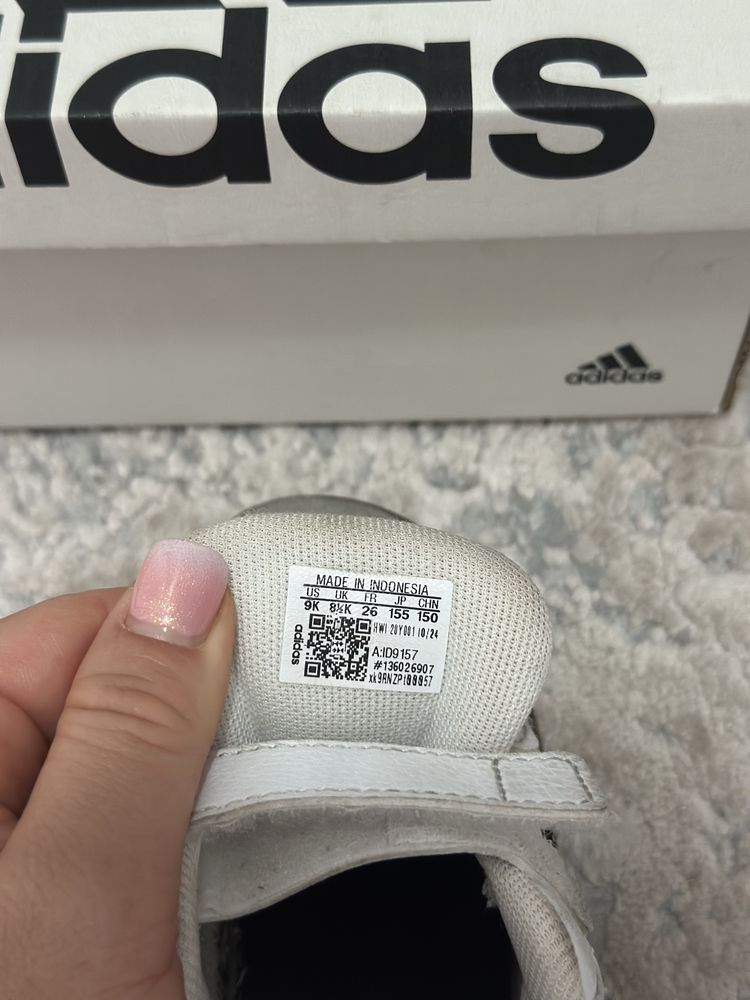 adidas
adidas
MADE IN INDONESIA
US UK FR JP CHN
9K 8½K 26 155 150
HWI 20Y001 10/24
adidas
A:ID9157
#136026907